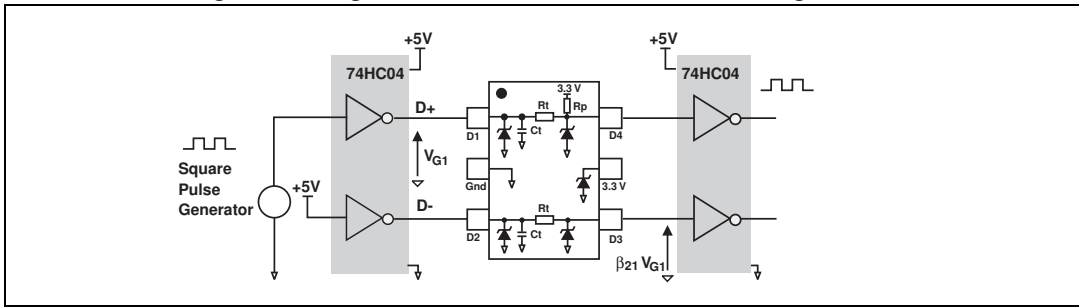 +5V
+5V
74HC04
74HC04
3.3 V
D+
Rt
Rp
D1
Ct
D4
VG1
Square
Pulse
Generator
+5V
Gnd
3.3 V
D-
Rt
D2
Ct
D3
β21 VG1